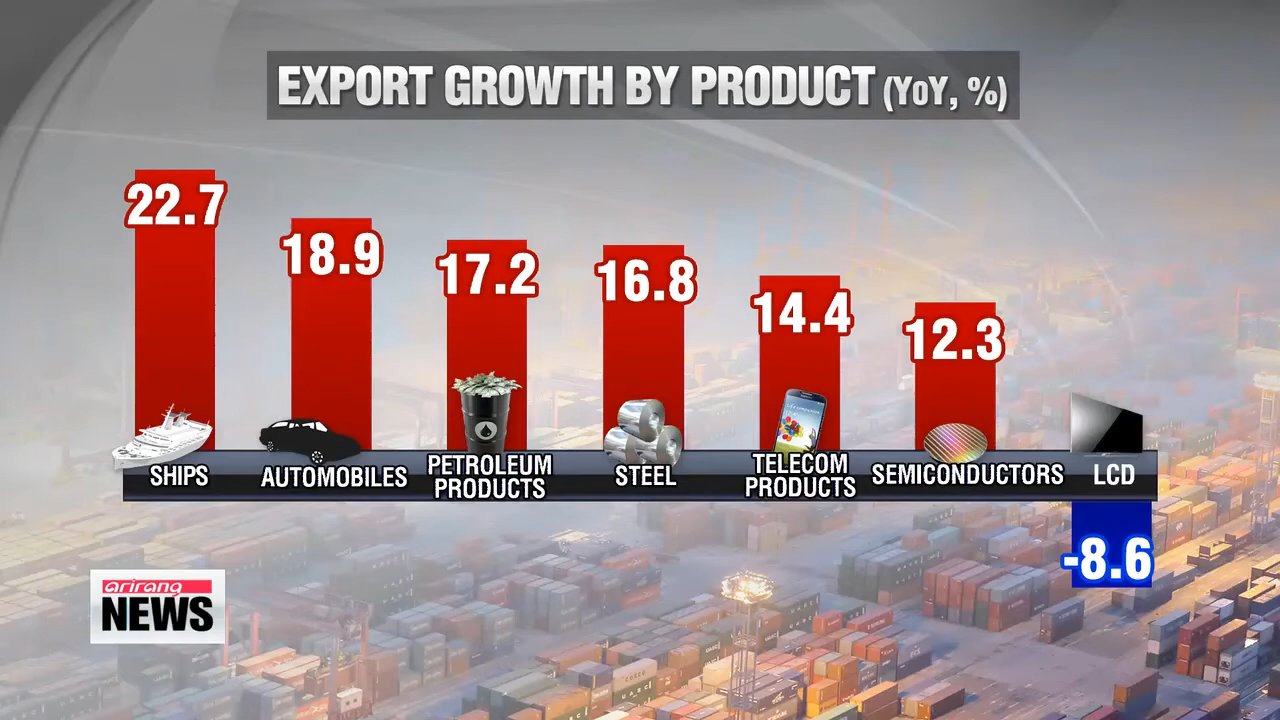 EXPORT GROWTH BY PRODUCT (YoY, %)
22.7
18.9
17.2
16.8
14.4
12.3
SHIPS
AUTOMOBILES
PETROLEUM
PRODUCTS
STEEL
TELECOM
PRODUCTS
SEMICONDUCTORS
LCD
-8.6
arirang
NEWS